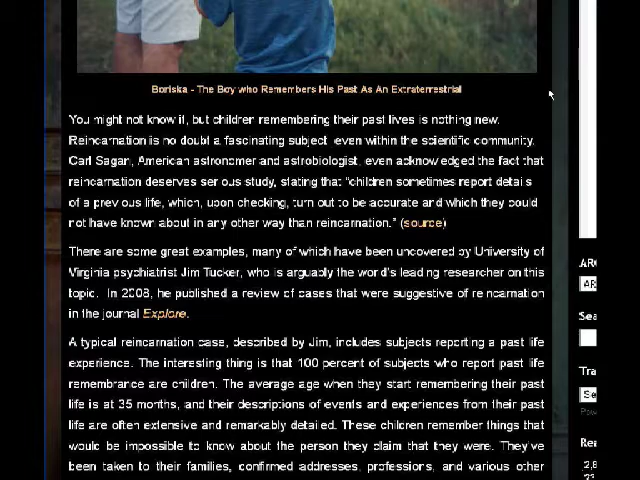 Boriska - The Boy who Remembers His Past As An Extraterrestrial
You might not know it, but children remembering their past lives is nothing new.
Reincarnation is no doubt a fascinating subject even within the scientific community.
Carl Sagan, American astronomer and astrobiologist, even acknowledged the fact that
reincarnation deserves serious study, stating that “children sometimes report details
of a previous life, which, upon checking, turn out to be accurate and which they could
not have known about in any other way than reincarnation.” (source)
There are some great examples, many of which have been uncovered by University of
Virginia psychiatrist Jim Tucker, who is arguably the world's leading researcher on this
topic. In 2008, he published a review of cases that were suggestive of reincarnation
in the journal Explore.
A typical reincarnation case, described by Jim, includes subjects reporting a past life
experience. The interesting thing is that 100 percent of subjects who report past life
remembrance are children. The average age when they start remembering their past
life is at 35 months, and their descriptions of events and experiences from their past
life are often extensive and remarkably detailed. These children remember things that
would be impossible to know about the person they claim that they were. They've
been taken to their families, confirmed addresses, professions, and various other
AR
Sea
Tra
Se
Rea
2,8